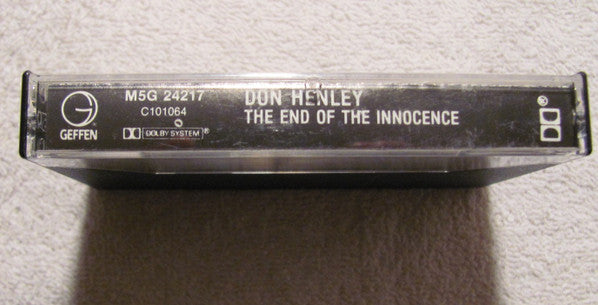 GEFFEN
M5G 24217
C101064
DOLBY SYSTEM®
DON HENLEY
THE END OF THE INNOCENCE
®